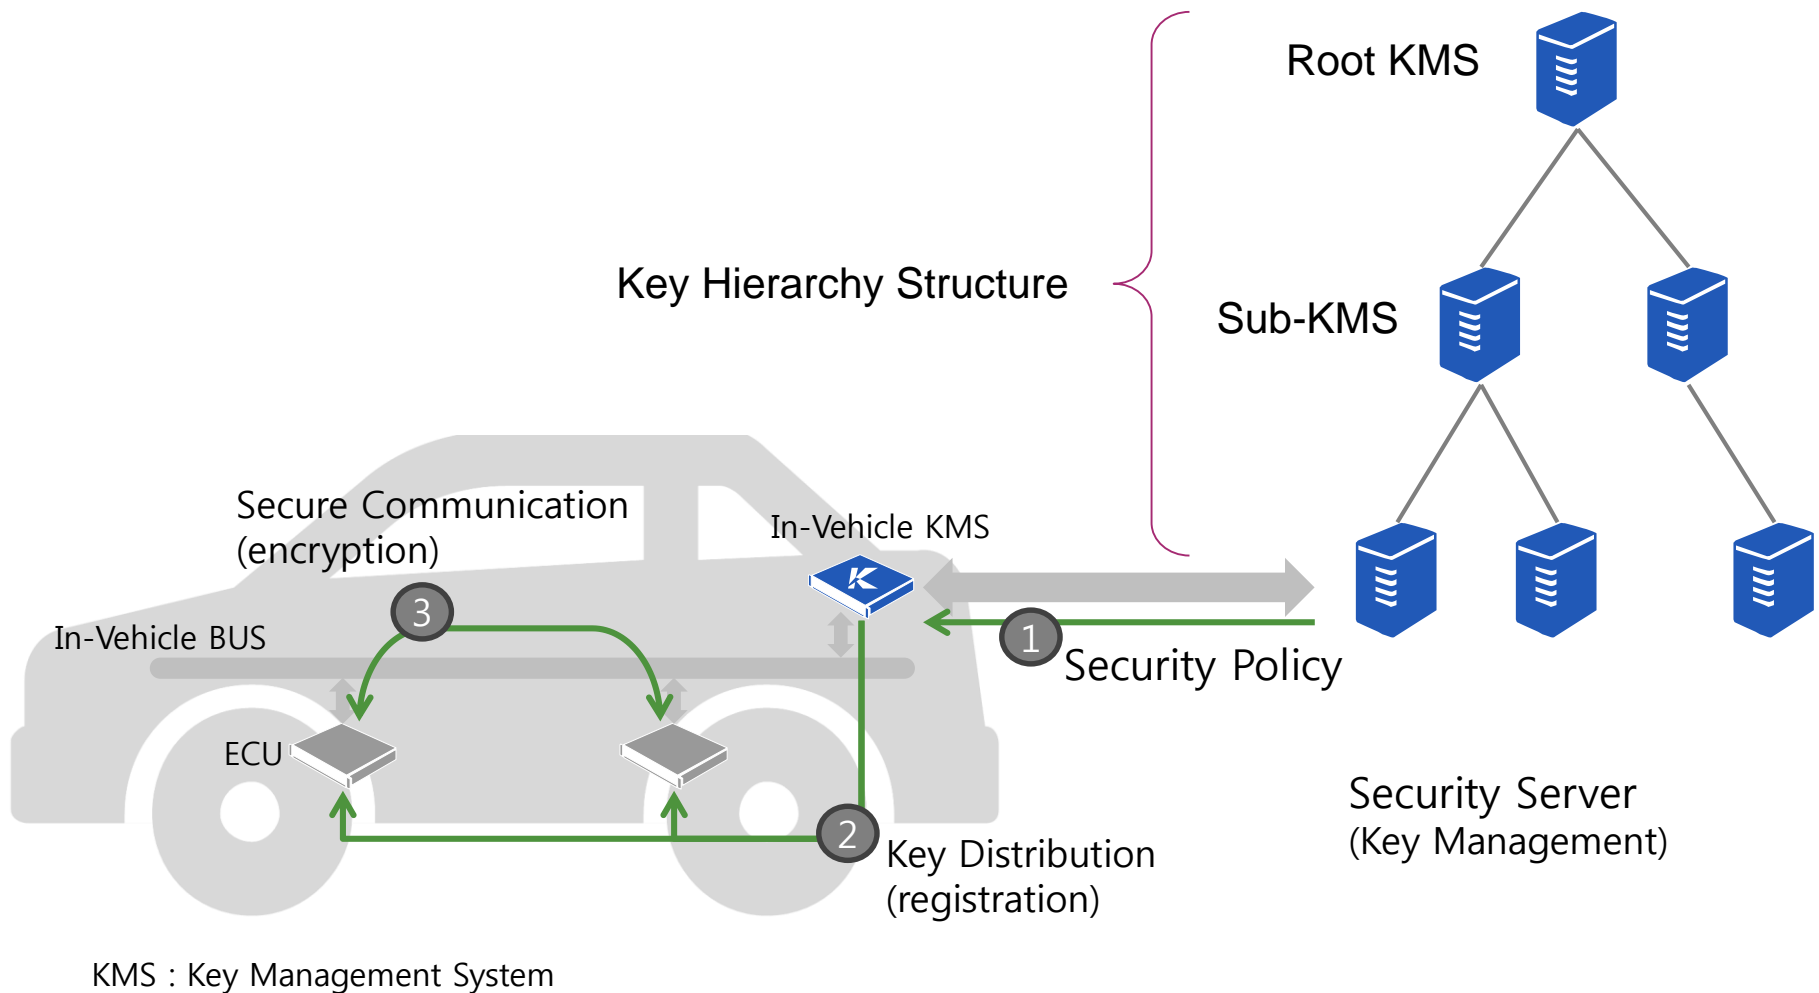 Root KMS
Key Hierarchy Structure
Sub-KMS
Secure Communication
(encryption)
In-Vehicle KMS
K
3
In-Vehicle BUS
1
Security Policy
ECU
2
Key Distribution
(registration)
Security Server
(Key Management)
KMS : Key Management System